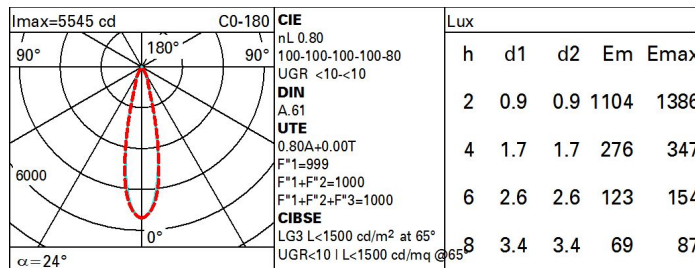 Imax=5545 cd C0-180
90° 180° 90°
6000
0°
α=24°
CIE
nL 0.80
100-100-100-100-80
UGR <10-<10
DIN
A.61
UTE
0.80A+0.00T
F"1=999
F"1+F"2=1000
F"1+F"2+F"3=1000
CIBSE
LG3 L<1500 cd/m² at 65°
UGR<10 | L<1500 cd/mq @65°
Lux
h d1 d2 Em Emax
2 0.9 0.9 1104 1386
4 1.7 1.7 276 347
6 2.6 2.6 123 154
8 3.4 3.4 69 87